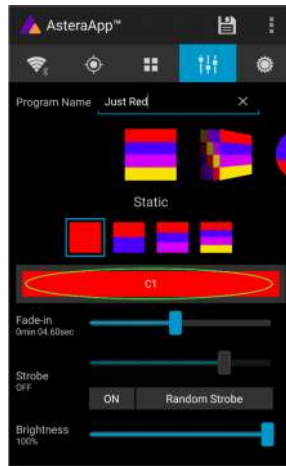 AsteraApp™
Program Name Just Red
Static
C1
Fade-in
0min 04.60sec
Strobe
OFF
ON Random Strobe
Brightness
100%